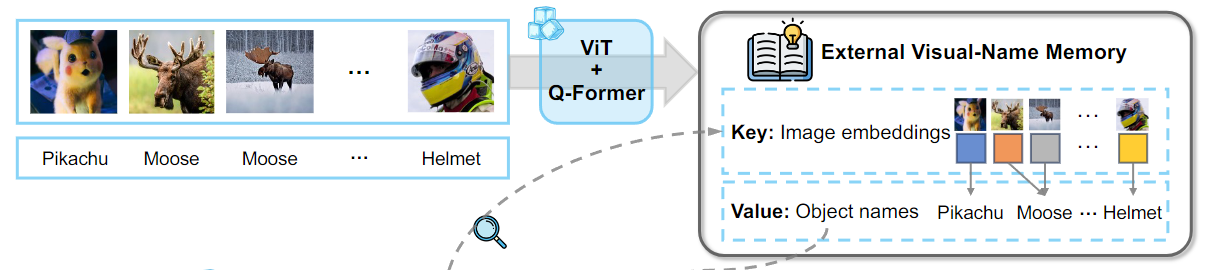 ViT
+
Q-Former
External Visual-Name Memory
...
Key: Image embeddings
...
...
Pikachu Moose Moose ... Helmet
Value: Object names Pikachu Moose ... Helmet